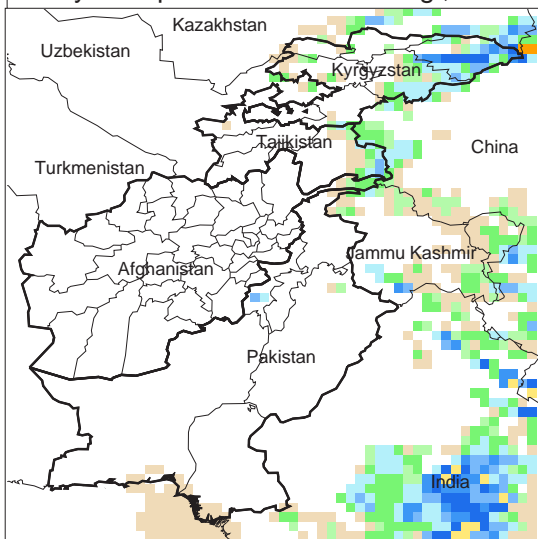 Kazakhstan
Uzbekistan
Kyrgyzstan
Tajikistan
China
Turkmenistan
Jammu Kashmir
Afghanistan
Pakistan
India